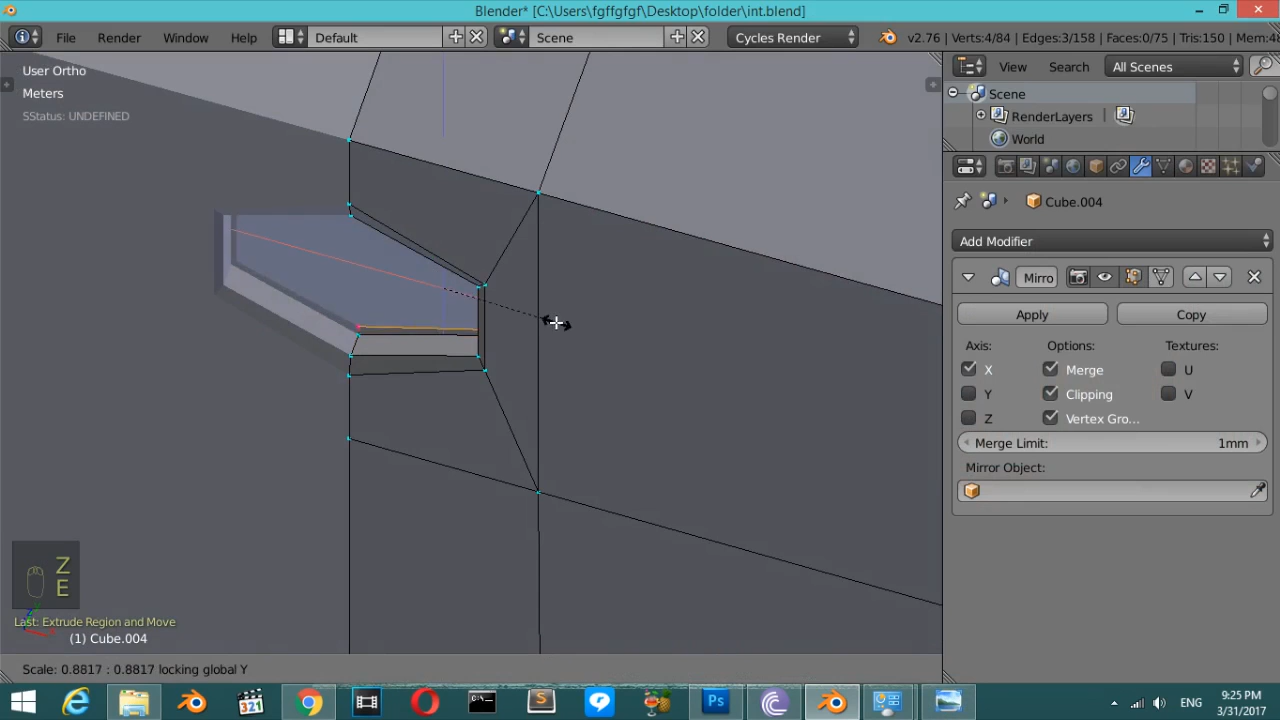 Blender* [C:\Users\fgffgfgf\Desktop\folder\int.blend]
File Render Window Help Default Scene Cycles Render v2.76 | Verts:4/84 | Edges:3/158 | Faces:0/75 | Tris:150 | Mem:4
View Search All Scenes
User Ortho
Meters
SStatus: UNDEFINED
Scene
RenderLayers
World
Cube.004
Add Modifier
Mirro
Apply Copy
Axis: Options: Textures:
X Merge U
Y Clipping V
Z Vertex Gro...
Merge Limit: 1mm
Mirror Object:
Z
E
Last: Extrude Region and Move
(1) Cube.004
Scale: 0.8817 : 0.8817 locking global Y
321 Ps ENG 9:25 PM
3/31/2017